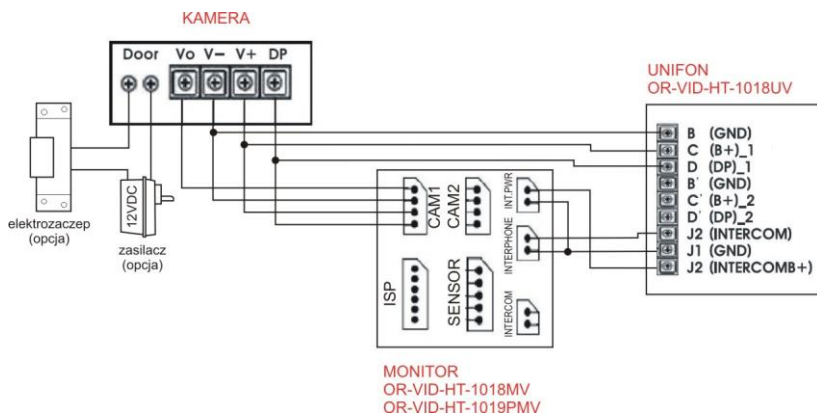 KAMERA
Door Vo V− V+ DP
UNIFON
OR-VID-HT-1018UV
B (GND)
C (B+)_1
D (DP)_1
B' (GND)
C' (B+)_2
D' (DP)_2
J2 (INTERCOM)
J1 (GND)
J2 (INTERCOMB+)
12VDC
elektrozaczep
(opcja)
zasilacz
(opcja)
CAM1
CAM2
INT.PWR
INTERPHONE
ISP
SENSOR
INTERCOM
MONITOR
OR-VID-HT-1018MV
OR-VID-HT-1019PMV